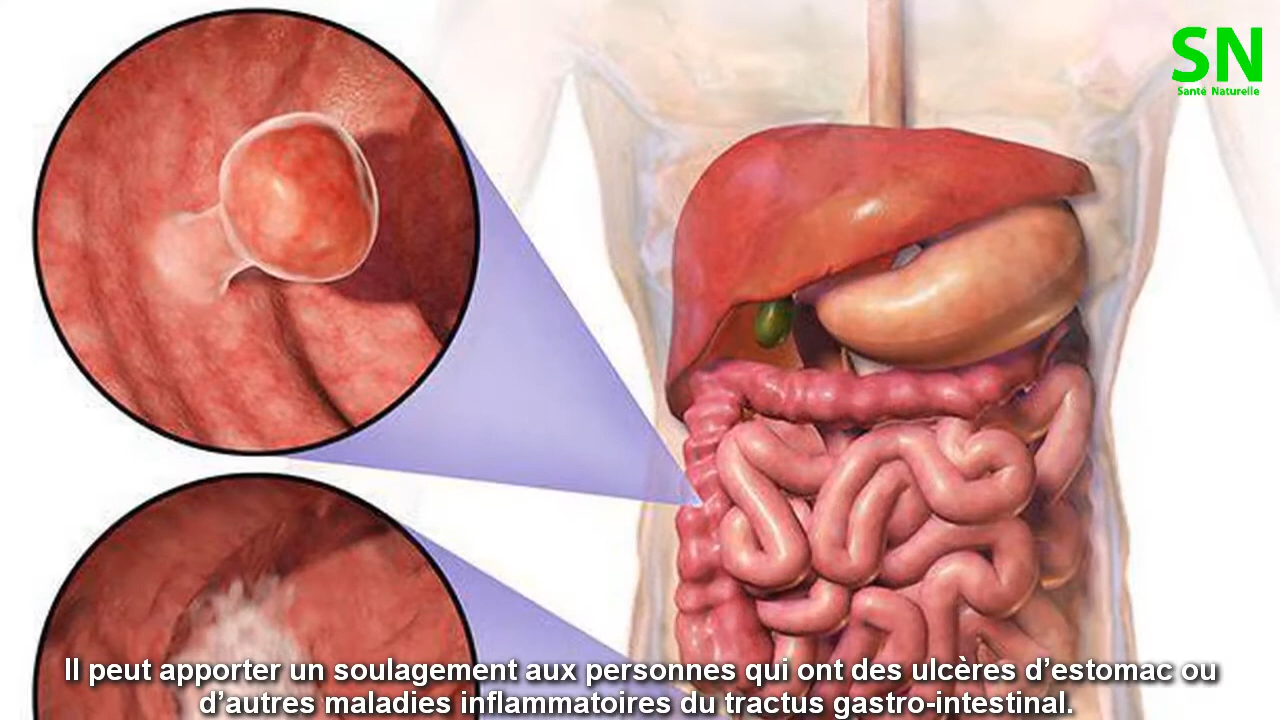 SN
Santé Naturelle
Il peut apporter un soulagement aux personnes qui ont des ulcères d’estomac ou
d’autres maladies inflammatoires du tractus gastro-intestinal.